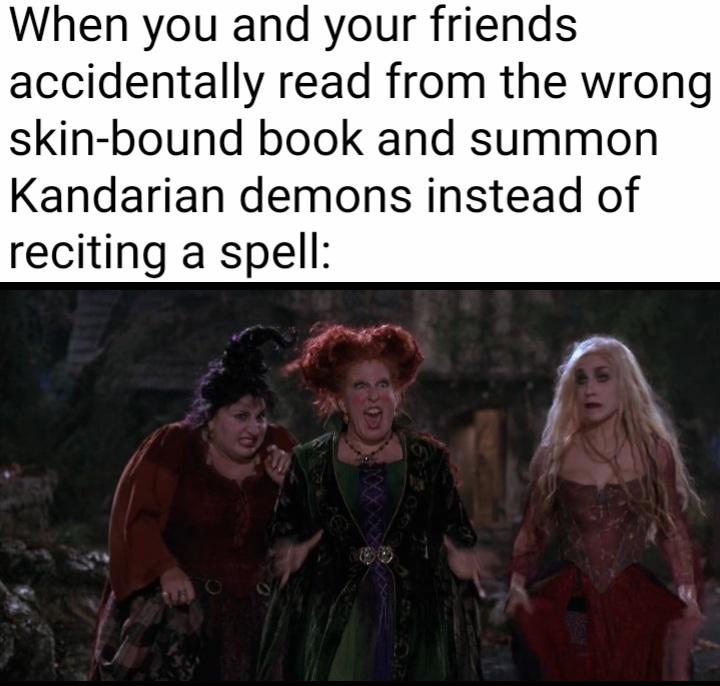 When you and your friends
accidentally read from the wrong
skin-bound book and summon
Kandarian demons instead of
reciting a spell: